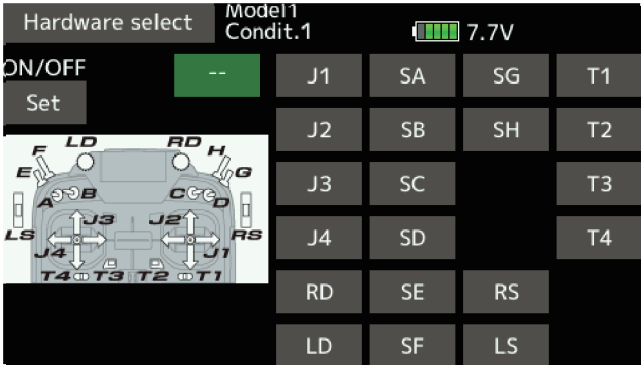 Hardware select
Model1
Condit.1
7.7V
ON/OFF
--
Set
J1 SA SG T1
J2 SB SH T2
J3 SC T3
J4 SD T4
RD SE RS
LD SF LS
LD RD
F H
E G
A B C D
J3 J2
LS RS
J4 J1
T4 T3 T2 T1